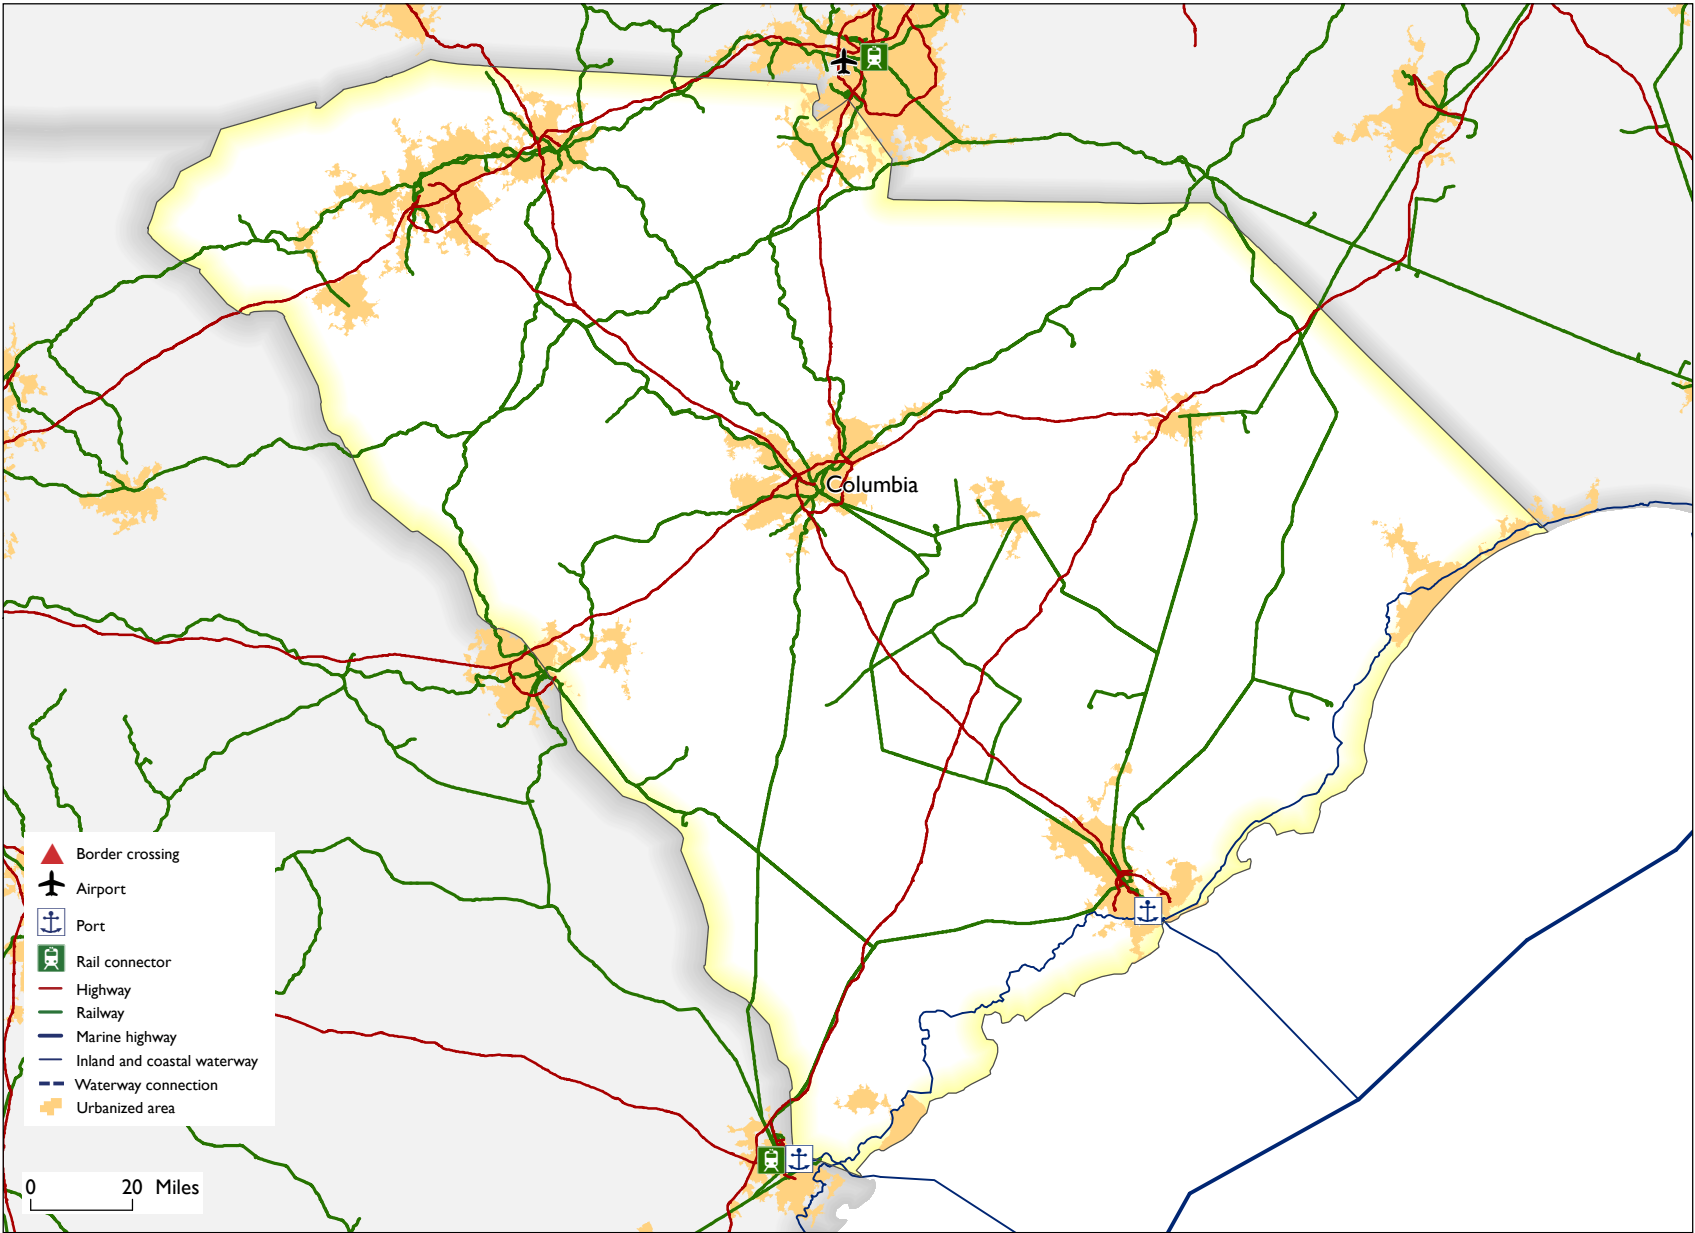 Columbia
Border crossing
Airport
Port
Rail connector
Highway
Railway
Marine highway
Inland and coastal waterway
Waterway connection
Urbanized area
0 20 Miles